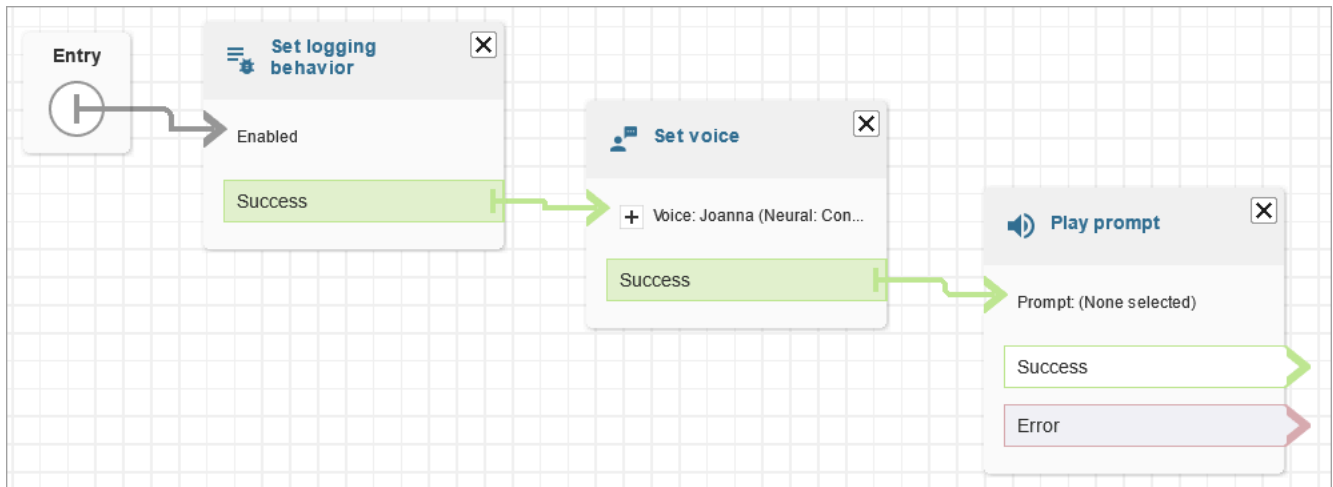 Entry
Set logging
behavior
Enabled
Success
Set voice
Voice: Joanna (Neural: Con...
Success
Play prompt
Prompt: (None selected)
Success
Error